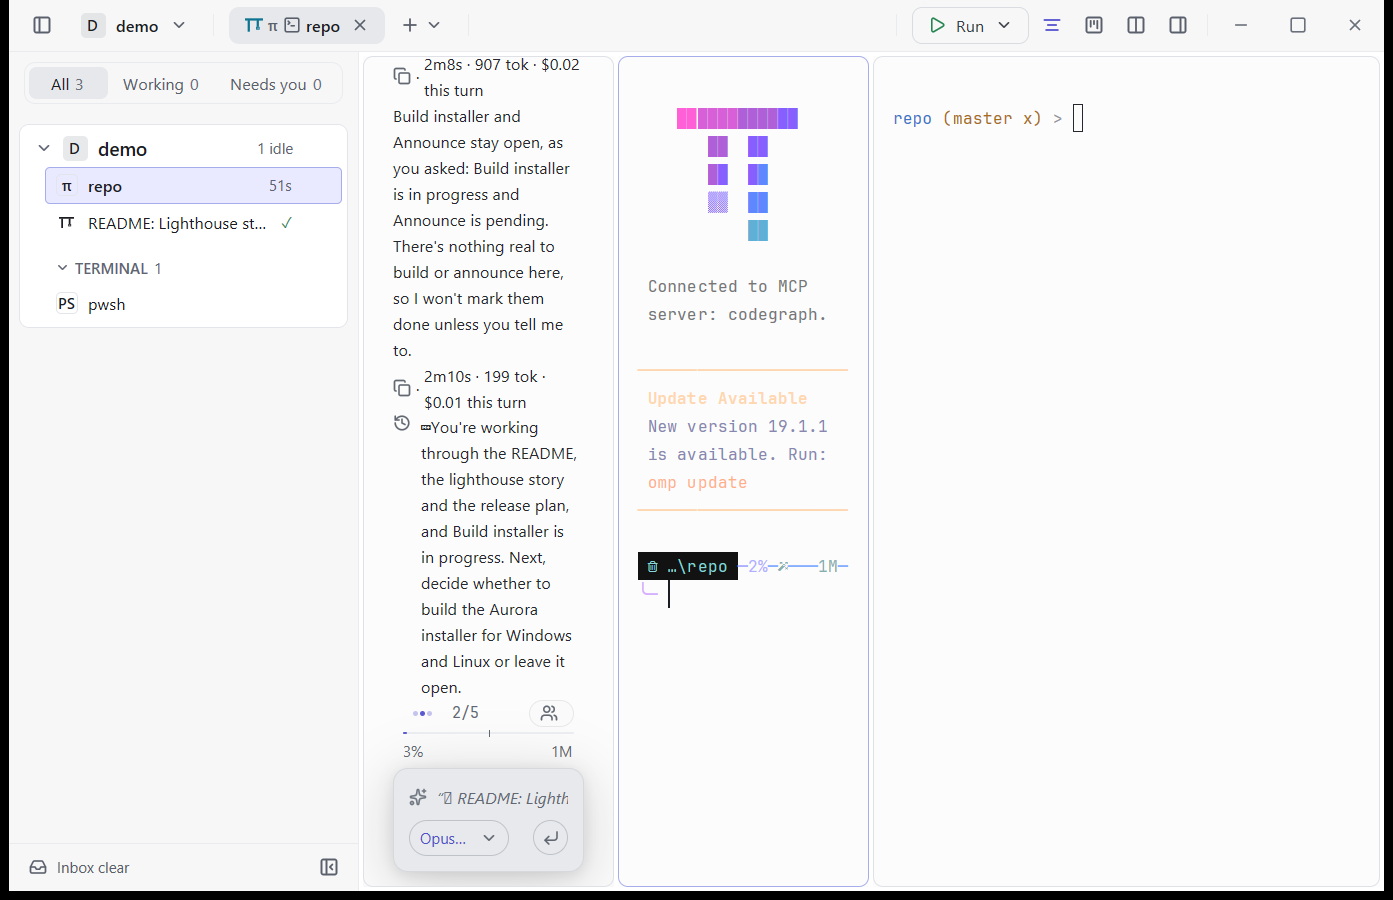 D demo
π repo
Run
All 3
Working 0
Needs you 0
D demo 1 idle
π repo 51s
README: Lighthouse st... ✓
TERMINAL 1
PS pwsh
Inbox clear
· 2m8s · 907 tok · $0.02
this turn
Build installer and
Announce stay open, as
you asked: Build installer
is in progress and
Announce is pending.
There's nothing real to
build or announce here,
so I won't mark them
done unless you tell me
to.
· 2m10s · 199 tok ·
$0.01 this turn
You're working
through the README,
the lighthouse story
and the release plan,
and Build installer is
in progress. Next,
decide whether to
build the Aurora
installer for Windows
and Linux or leave it
open.
2/5
3% 1M
“▯ README: Lighth
Opus...
Connected to MCP
server: codegraph.
Update Available
New version 19.1.1
is available. Run:
omp update
…\repo 2% 1M
repo (master x) >